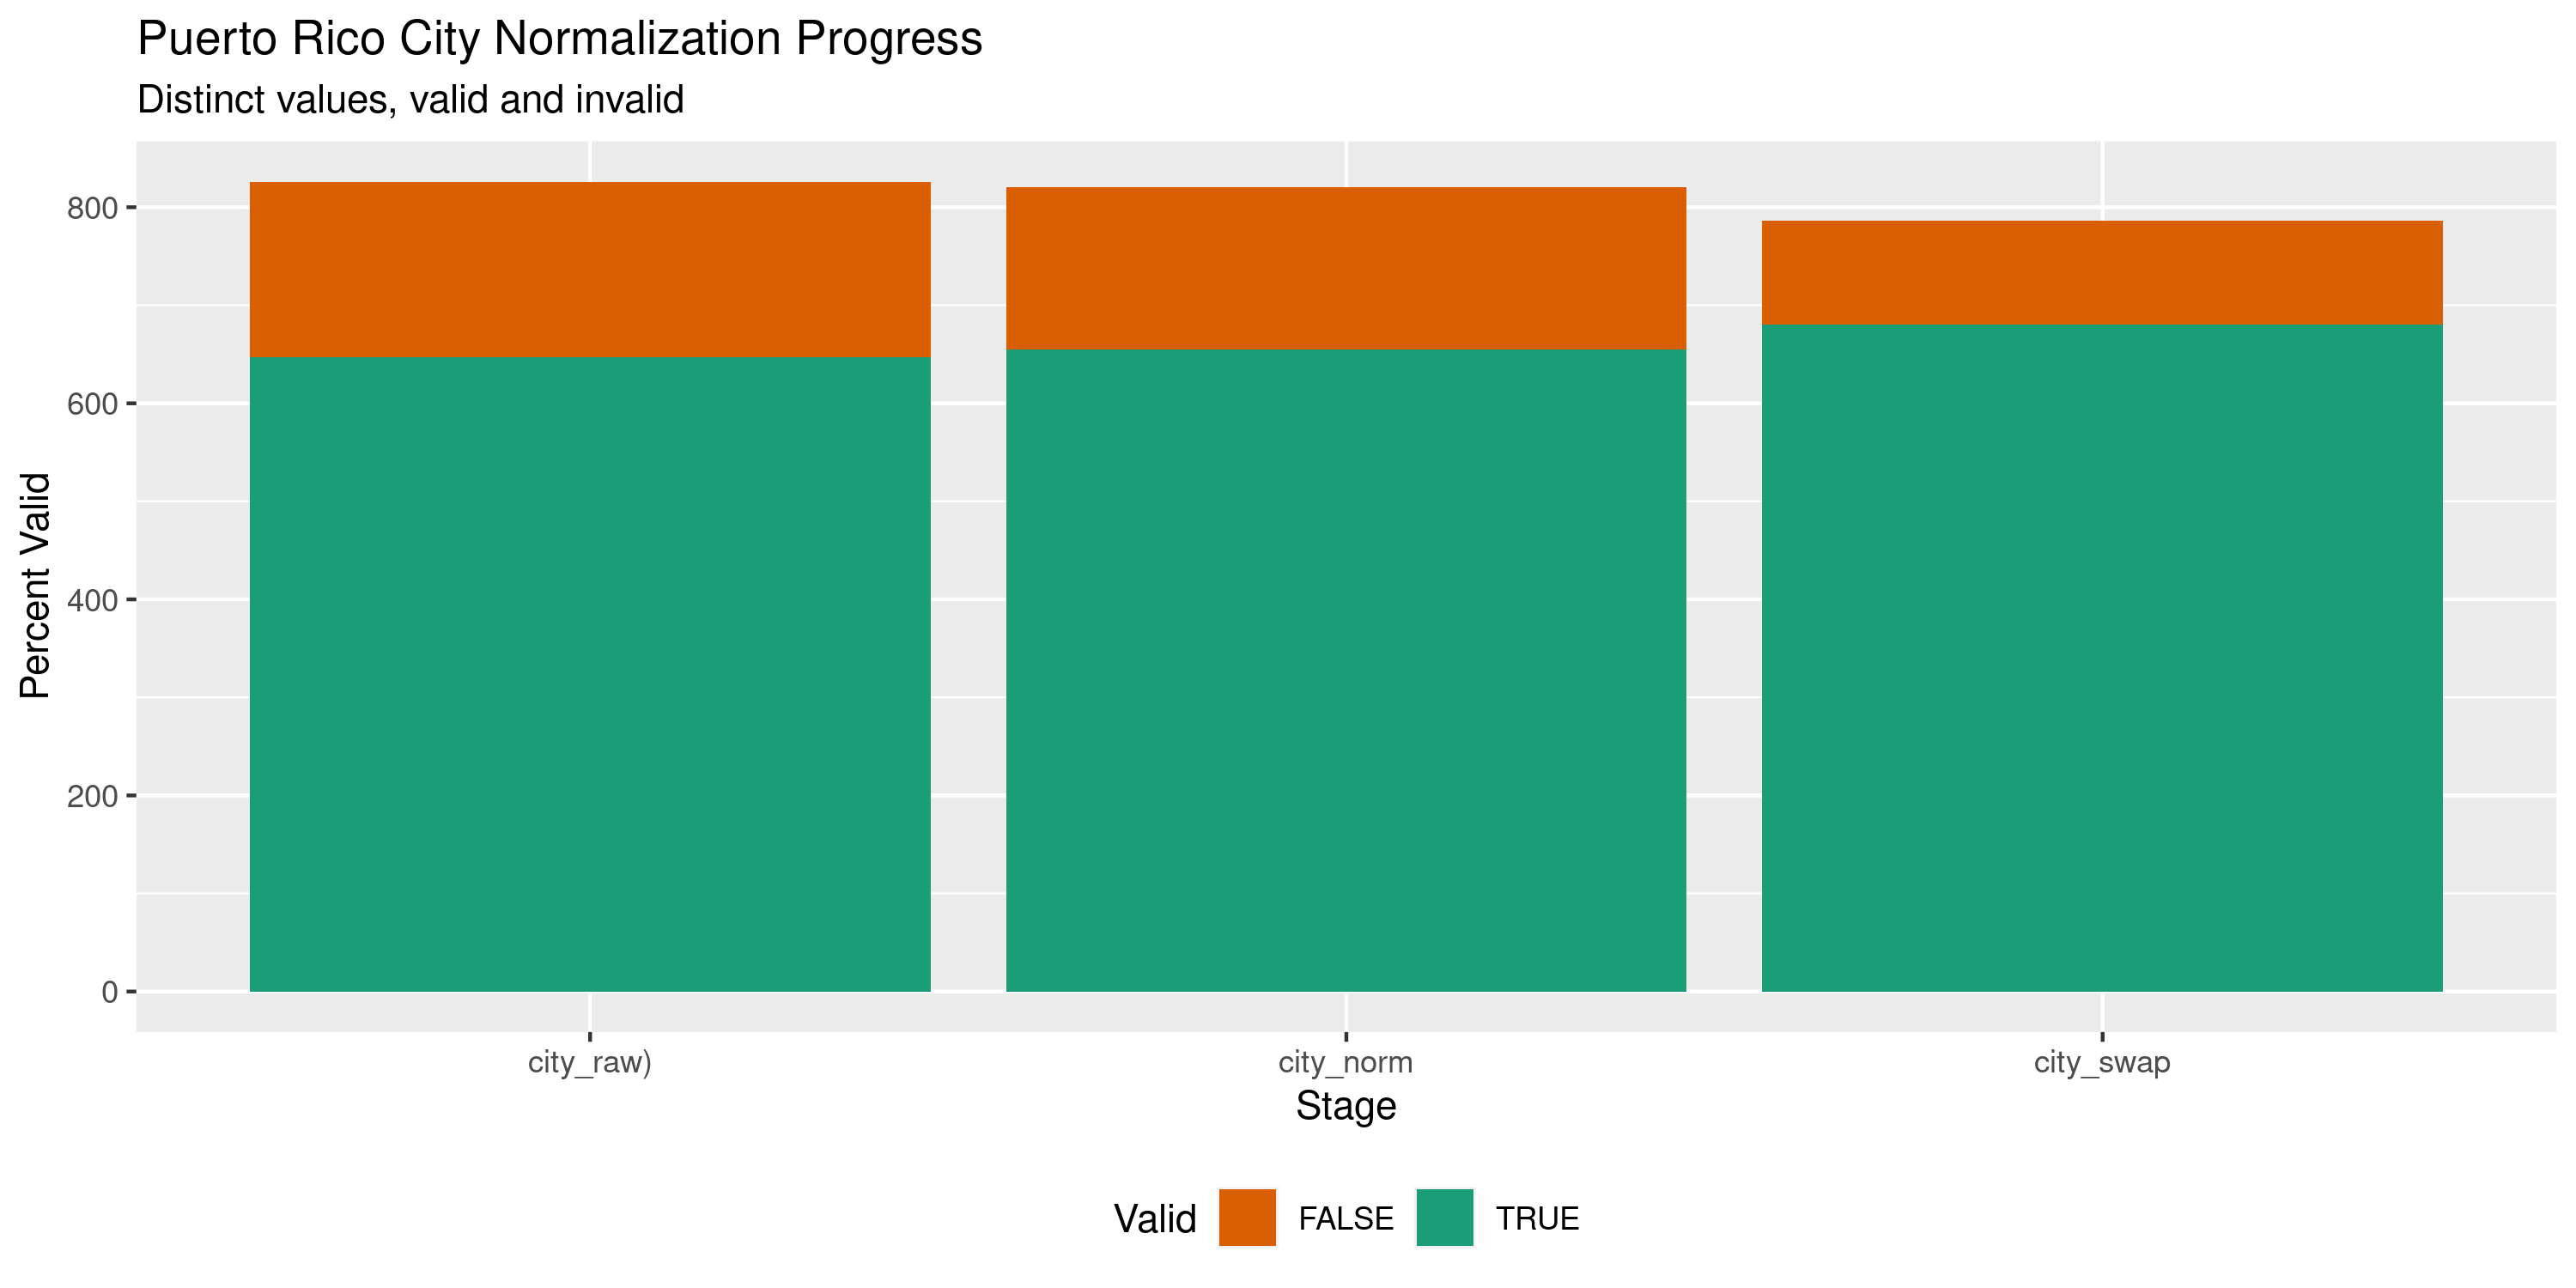 Puerto Rico City Normalization Progress
Distinct values, valid and invalid
Percent Valid
800
600
400
200
0
city_raw)
city_norm
city_swap
Stage
Valid FALSE TRUE